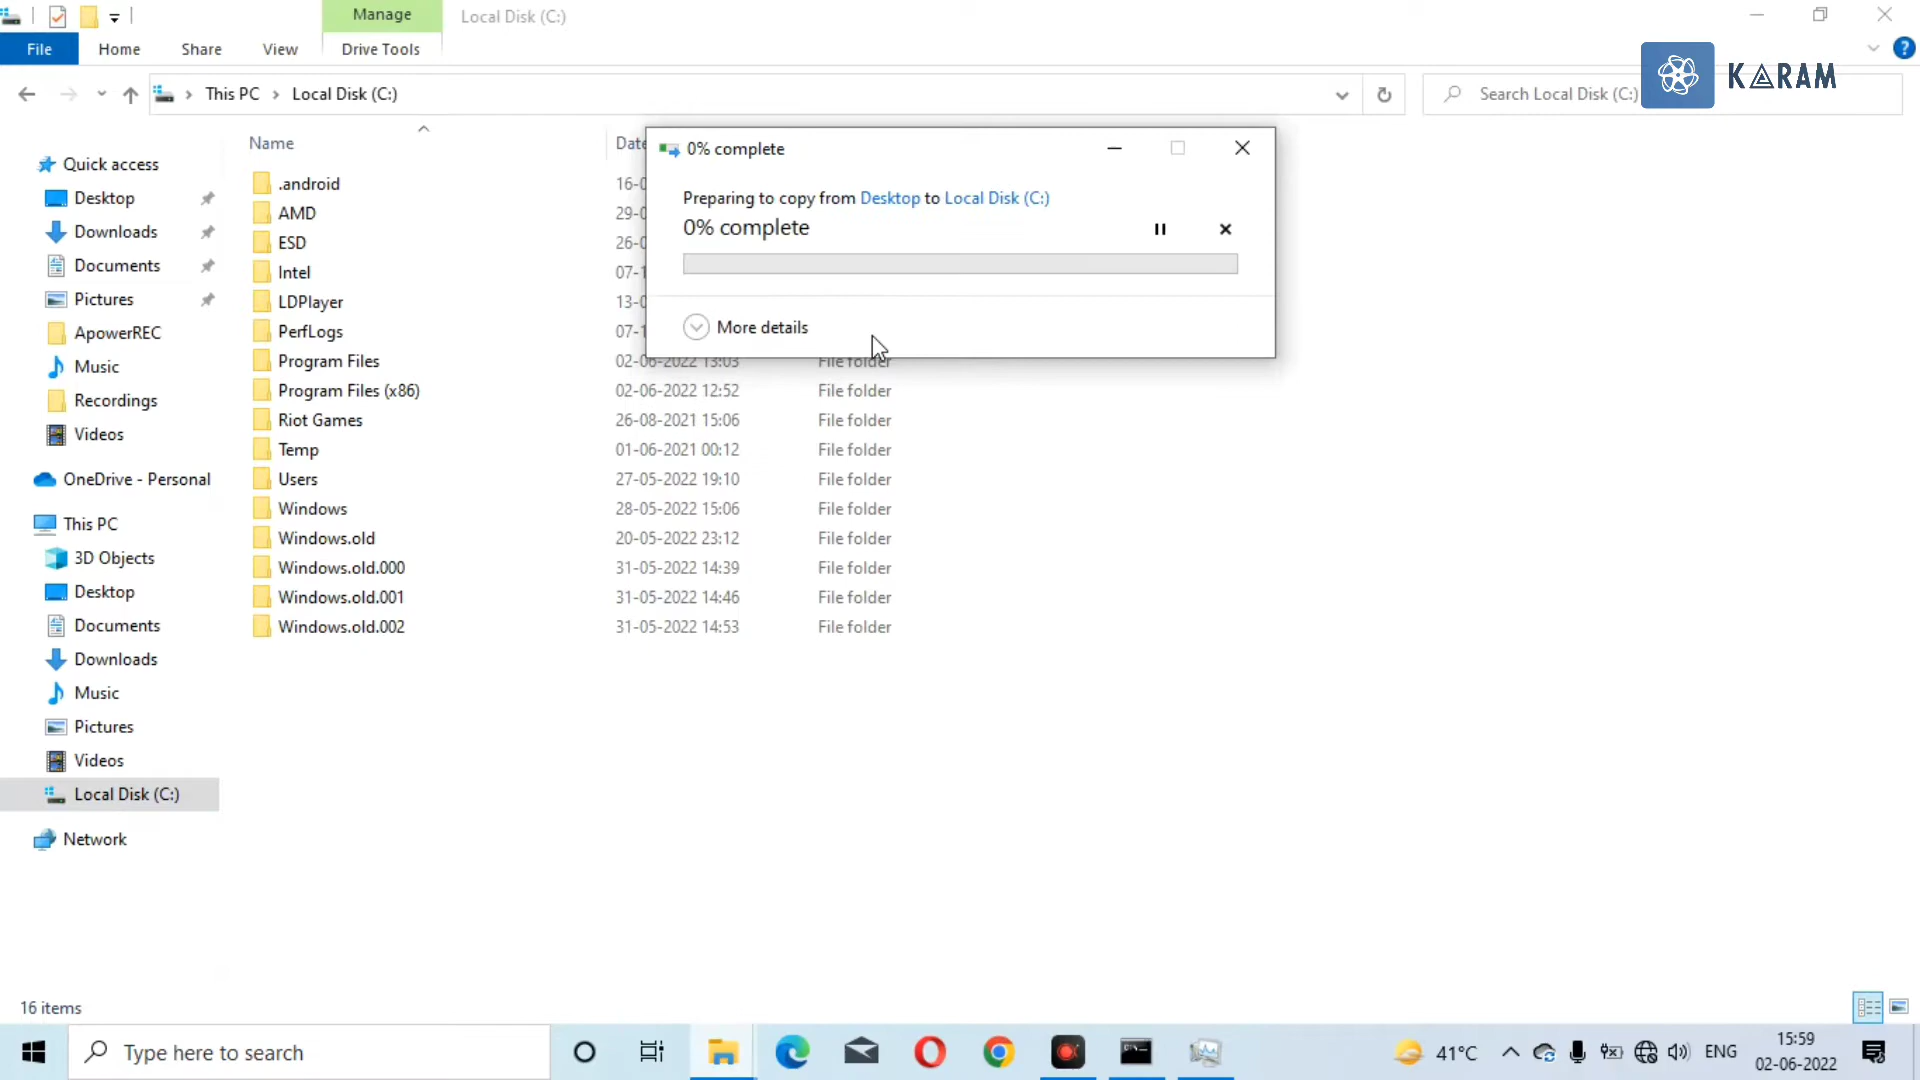 Manage
Local Disk (C:)
File
Home
Share
View
Drive Tools
This PC
Local Disk (C:)
Search Local Disk (C:)
KARAM
Name
Date
Quick access
Desktop
Downloads
Documents
Pictures
ApowerREC
Music
Recordings
Videos
OneDrive - Personal
This PC
3D Objects
Desktop
Documents
Downloads
Music
Pictures
Videos
Local Disk (C:)
Network
.android 16-0
AMD 29-0
ESD 26-0
Intel 07-1
LDPlayer 13-0
PerfLogs 07-1
Program Files 02-06-2022 13:03 File folder
Program Files (x86) 02-06-2022 12:52 File folder
Riot Games 26-08-2021 15:06 File folder
Temp 01-06-2021 00:12 File folder
Users 27-05-2022 19:10 File folder
Windows 28-05-2022 15:06 File folder
Windows.old 20-05-2022 23:12 File folder
Windows.old.000 31-05-2022 14:39 File folder
Windows.old.001 31-05-2022 14:46 File folder
Windows.old.002 31-05-2022 14:53 File folder
0% complete
Preparing to copy from Desktop to Local Disk (C:)
0% complete
More details
16 items
Type here to search
41°C
ENG
15:59
02-06-2022